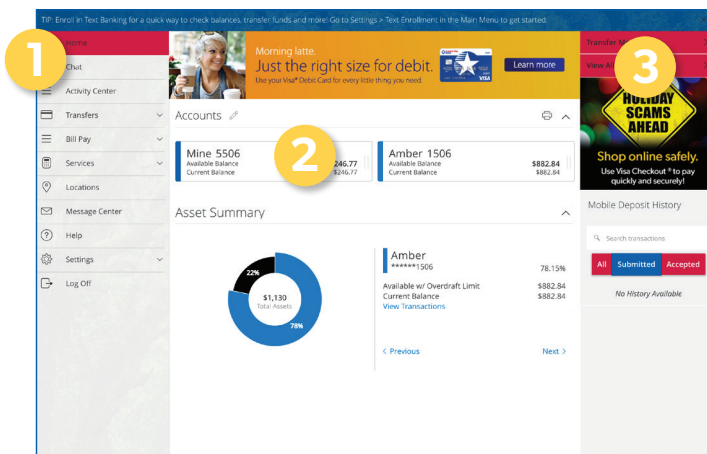 TIP: Enroll in Text Banking for a quick way to check balances, transfer funds and more! Go to Settings > Text Enrollment in the Main Menu to get started.
1
Home
Chat
Activity Center
Transfers
Bill Pay
Services
Locations
Message Center
Help
Settings
Log Off
Morning latte.
Just the right size for debit.
Use your Visa® Debit Card for every little thing you need.
VISA
Learn more
Accounts
2
Mine 5506
Available Balance 246.77
Current Balance $246.77
Amber 1506
Available Balance $882.84
Current Balance $882.84
Asset Summary
22%
$1,130
Total Assets
78%
Amber
******1506 78.15%
Available w/ Overdraft Limit $882.84
Current Balance $882.84
View Transactions
< Previous Next >
3
Transfer
View
HOLIDAY
SCAMS
AHEAD
Shop online safely.
Use Visa Checkout ® to pay
quickly and securely!
Mobile Deposit History
Search transactions
All Submitted Accepted
No History Available